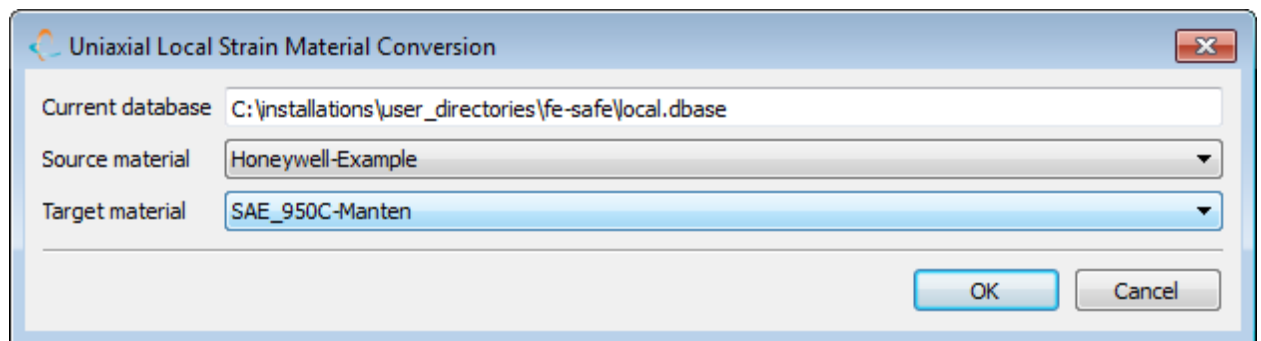 Uniaxial Local Strain Material Conversion
Current database C:\installations\user_directories\fe-safe\local.dbase
Source material Honeywell-Example
Target material SAE_950C-Manten
OK Cancel